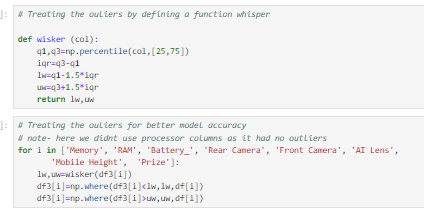 ]: # Treating the ouliers by defining a function whisper
def wisker (col):
q1,q3=np.percentile(col,[25,75])
iqr=q3-q1
lw=q1-1.5*iqr
uw=q3+1.5*iqr
return lw,uw
]: # Treating the ouliers for better model accuracy
# note- here we didnt use processor columns as it had no outliers
for i in ['Memory', 'RAM', 'Battery_', 'Rear Camera', 'Front Camera', 'AI Lens',
'Mobile Height', 'Prize']:
lw,uw=wisker(df3[i])
df3[i]=np.where(df3[i]<lw,lw,df[i])
df3[i]=np.where(df3[i]>uw,uw,df[i])